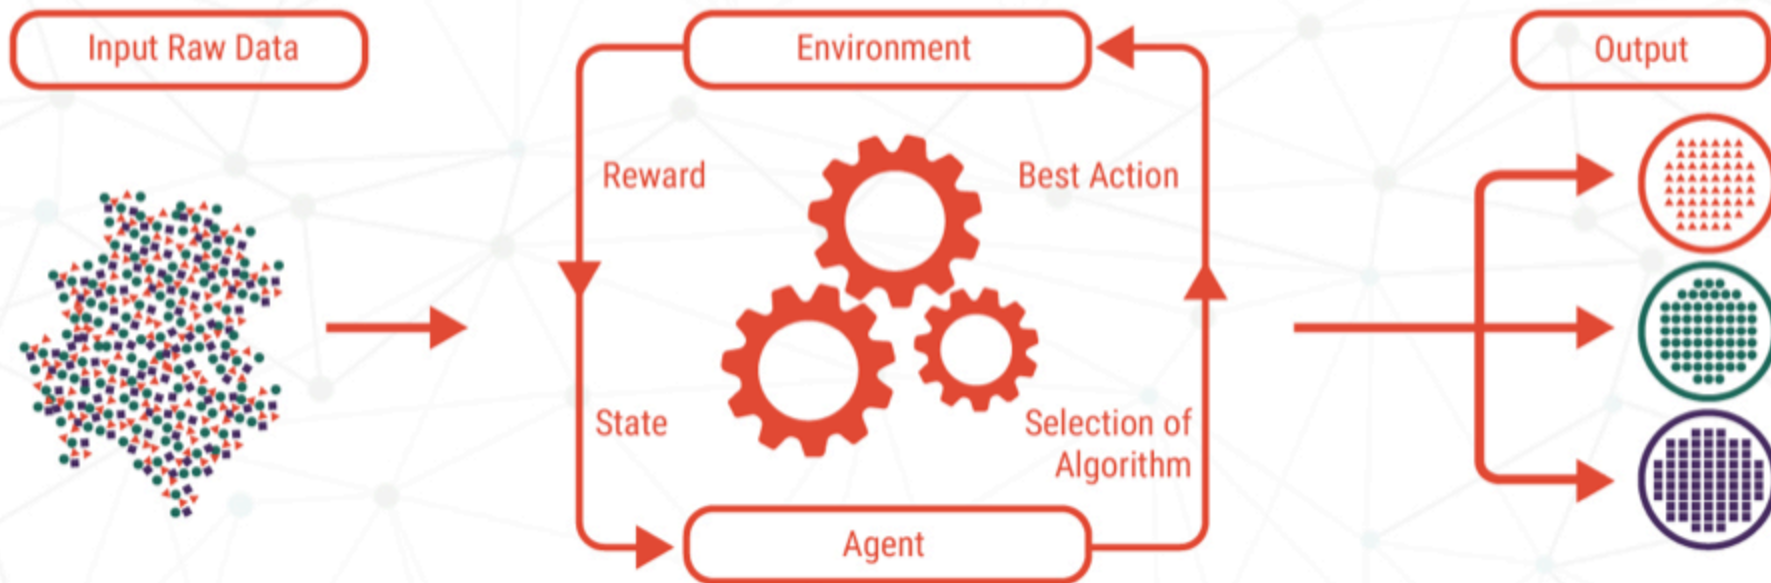 Input Raw Data
Environment
Output
Reward
Best Action
State
Selection of
Algorithm
Agent